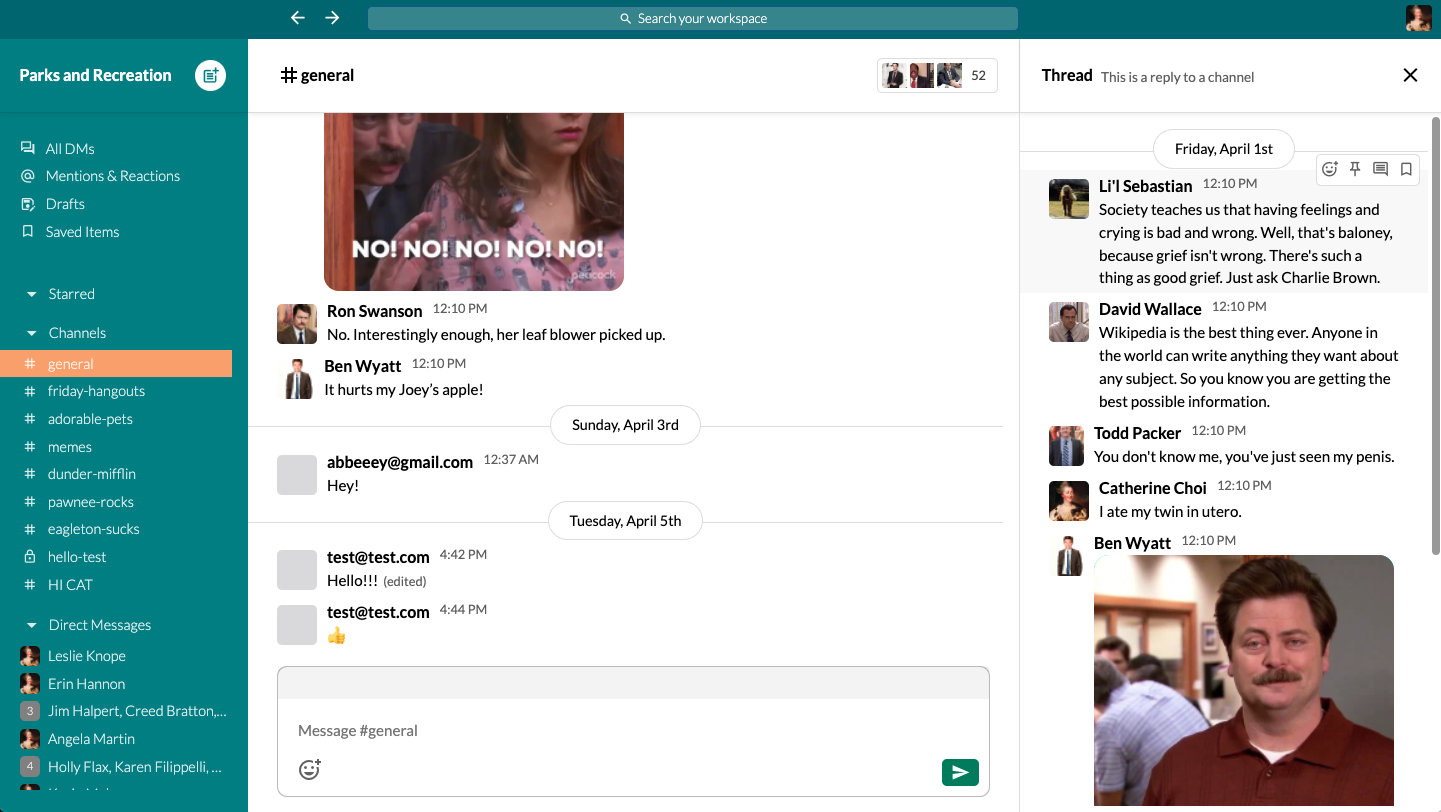 Search your workspace
Parks and Recreation
All DMs
Mentions & Reactions
Drafts
Saved Items
Starred
Channels
# general
# friday-hangouts
# adorable-pets
# memes
# dunder-mifflin
# pawnee-rocks
# eagleton-sucks
hello-test
# HI CAT
Direct Messages
Leslie Knope
Erin Hannon
3 Jim Halpert, Creed Bratton,...
Angela Martin
4 Holly Flax, Karen Filippelli, ...
# general
52
NO! NO! NO! NO! NO!
peacock
Ron Swanson 12:10 PM
No. Interestingly enough, her leaf blower picked up.
Ben Wyatt 12:10 PM
It hurts my Joey’s apple!
Sunday, April 3rd
abbeeey@gmail.com 12:37 AM
Hey!
Tuesday, April 5th
test@test.com 4:42 PM
Hello!!! (edited)
test@test.com 4:44 PM
👍
Message #general
Thread This is a reply to a channel
Friday, April 1st
Li'l Sebastian 12:10 PM
Society teaches us that having feelings and
crying is bad and wrong. Well, that's baloney,
because grief isn't wrong. There's such a
thing as good grief. Just ask Charlie Brown.
David Wallace 12:10 PM
Wikipedia is the best thing ever. Anyone in
the world can write anything they want about
any subject. So you know you are getting the
best possible information.
Todd Packer 12:10 PM
You don't know me, you've just seen my penis.
Catherine Choi 12:10 PM
I ate my twin in utero.
Ben Wyatt 12:10 PM